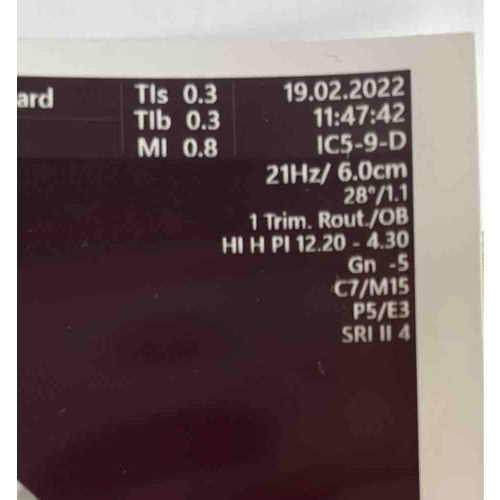 ard
TIs 0.3
TIb 0.3
MI 0.8
19.02.2022
11:47:42
IC5-9-D
21Hz/ 6.0cm
28°/1.1
1 Trim. Rout./OB
HI H PI 12.20 - 4.30
Gn -5
C7/M15
P5/E3
SRI II 4